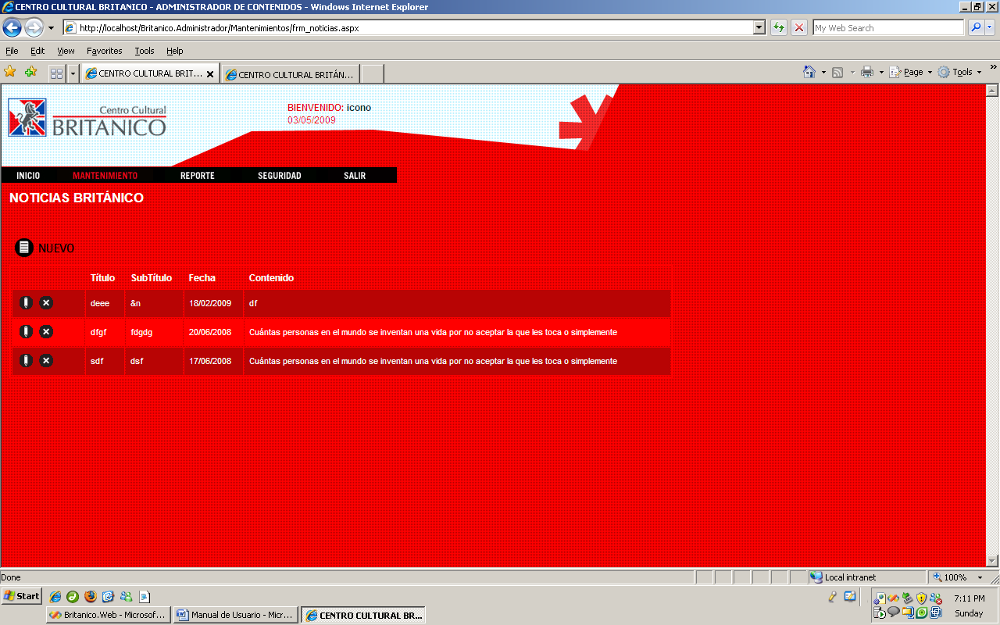 CENTRO CULTURAL BRITANICO - ADMINISTRADOR DE CONTENIDOS - Windows Internet Explorer
http://localhost/Britanico.Administrador/Mantenimientos/frm_noticias.aspx
My Web Search
File Edit View Favorites Tools Help
CENTRO CULTURAL BRIT... CENTRO CULTURAL BRITÁN... Page Tools
Centro Cultural
BRITANICO
BIENVENIDO: icono
03/05/2009
INICIO MANTENIMIENTO REPORTE SEGURIDAD SALIR
NOTICIAS BRITÁNICO
NUEVO
Título SubTítulo Fecha Contenido
deee &n 18/02/2009 df
dfgf fdgdg 20/06/2008 Cuántas personas en el mundo se inventan una vida por no aceptar la que les toca o simplemente
sdf dsf 17/06/2008 Cuántas personas en el mundo se inventan una vida por no aceptar la que les toca o simplemente
Done Local intranet 100%
Start 7:11 PM
Britanico.Web - Microsof... Manual de Usuario - Micr... CENTRO CULTURAL BR... Sunday